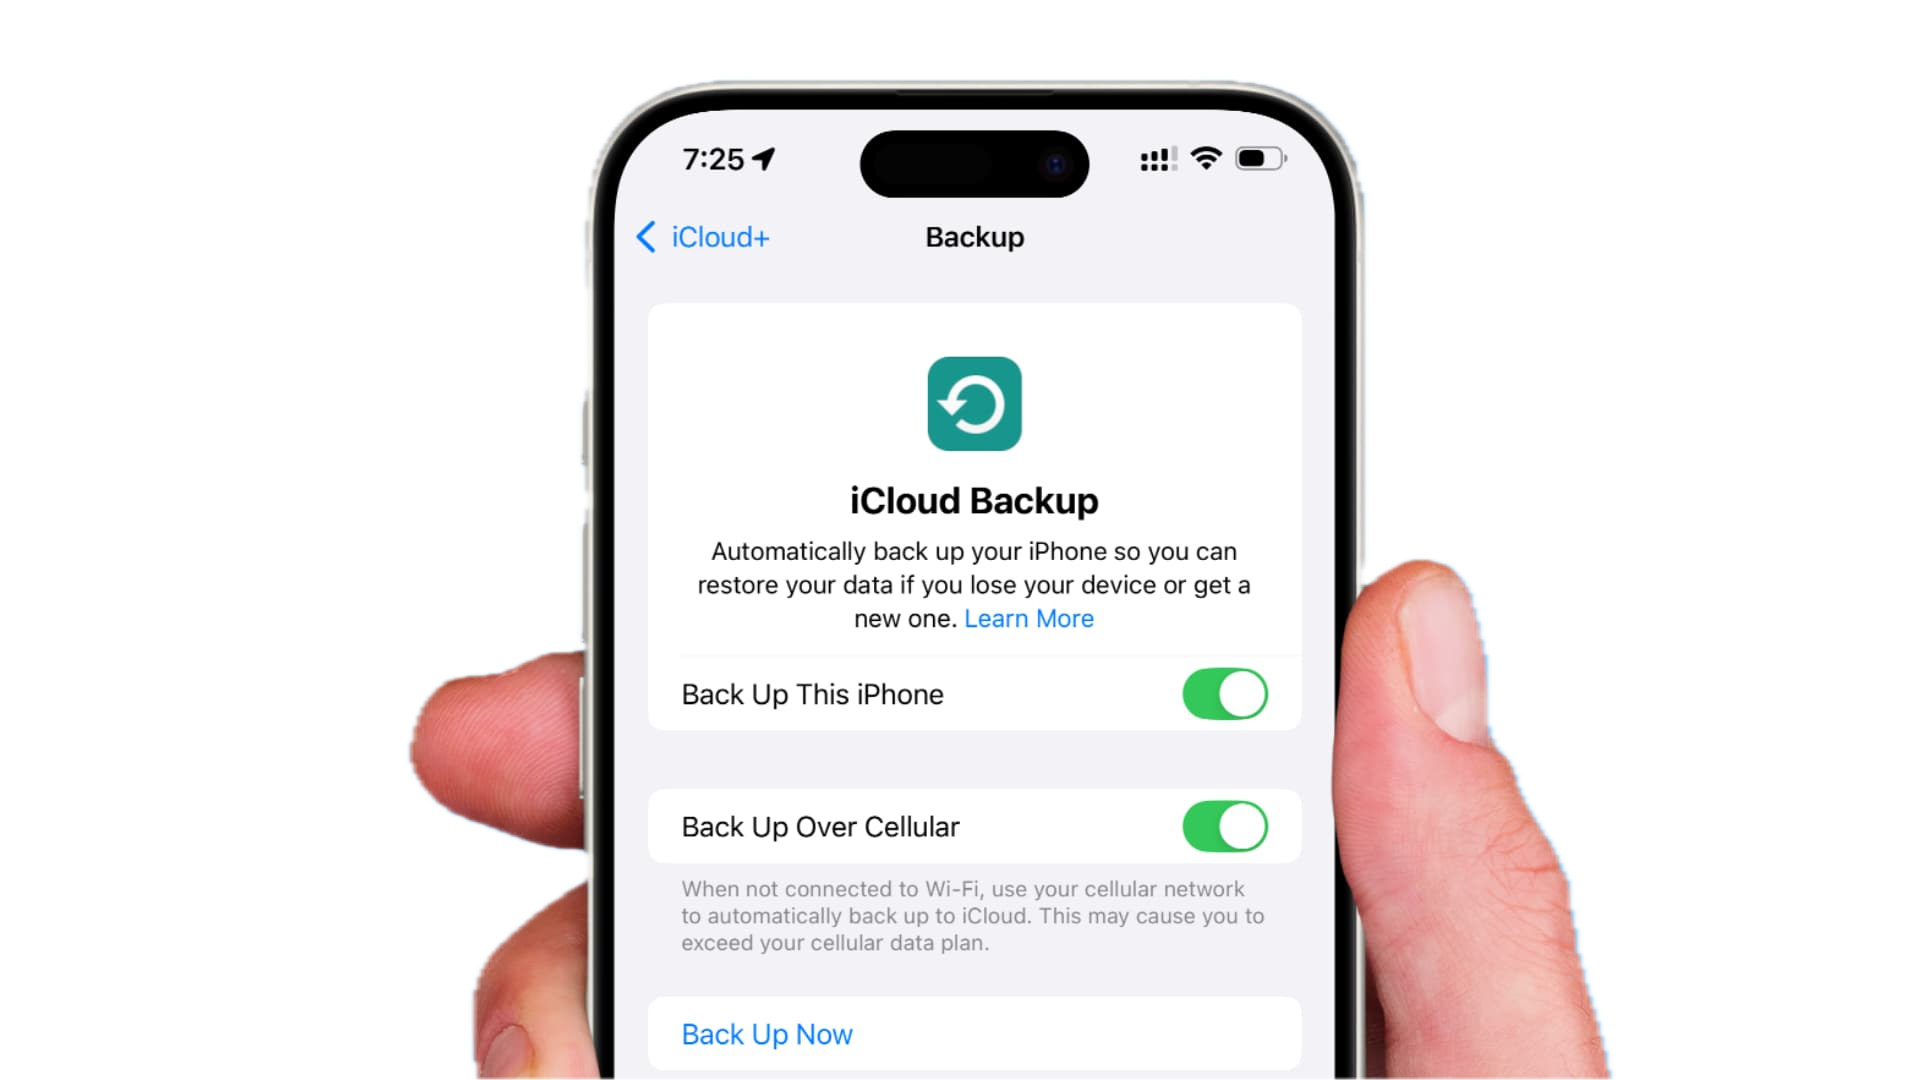 7:25
iCloud+
Backup
iCloud Backup
Automatically back up your iPhone so you can
restore your data if you lose your device or get a
new one. Learn More
Back Up This iPhone
Back Up Over Cellular
When not connected to Wi-Fi, use your cellular network
to automatically back up to iCloud. This may cause you to
exceed your cellular data plan.
Back Up Now